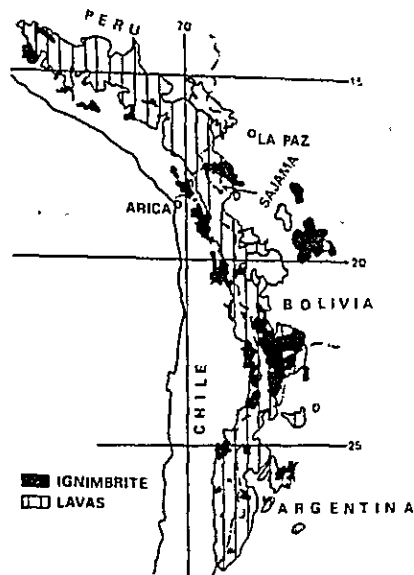 PERU
70
15
LA PAZ
SAJAMA
ARICA
20
BOLIVIA
CHILE
25
IGNIMBRITE
LAVAS
ARGENTINA